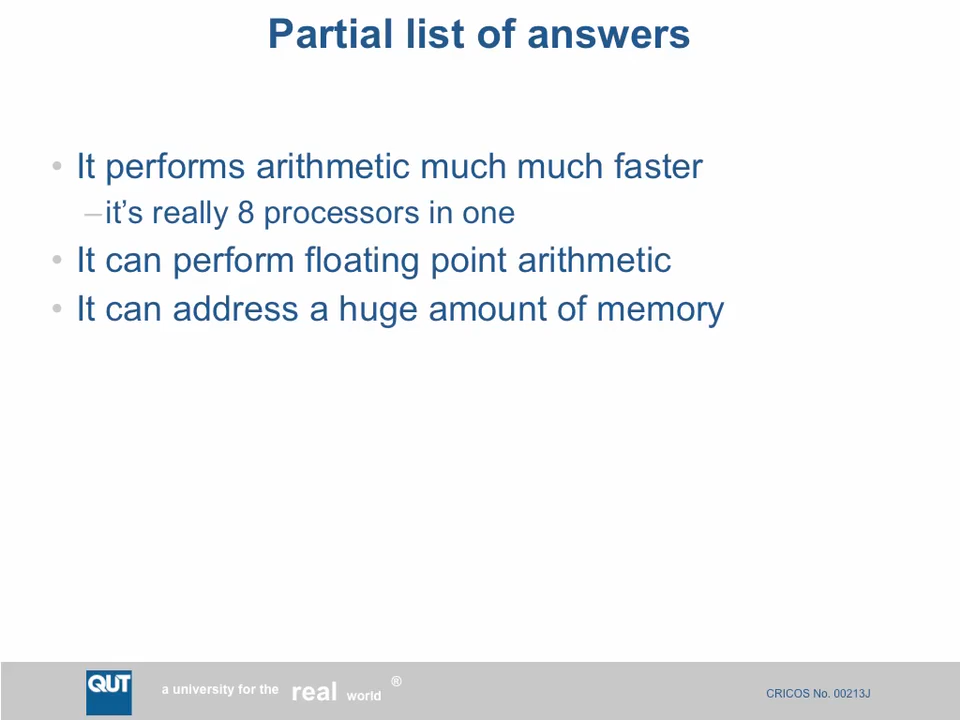 Partial list of answers
• It performs arithmetic much much faster
–it's really 8 processors in one
• It can perform floating point arithmetic
• It can address a huge amount of memory
QUT
a university for the real world ®
CRICOS No. 00213J